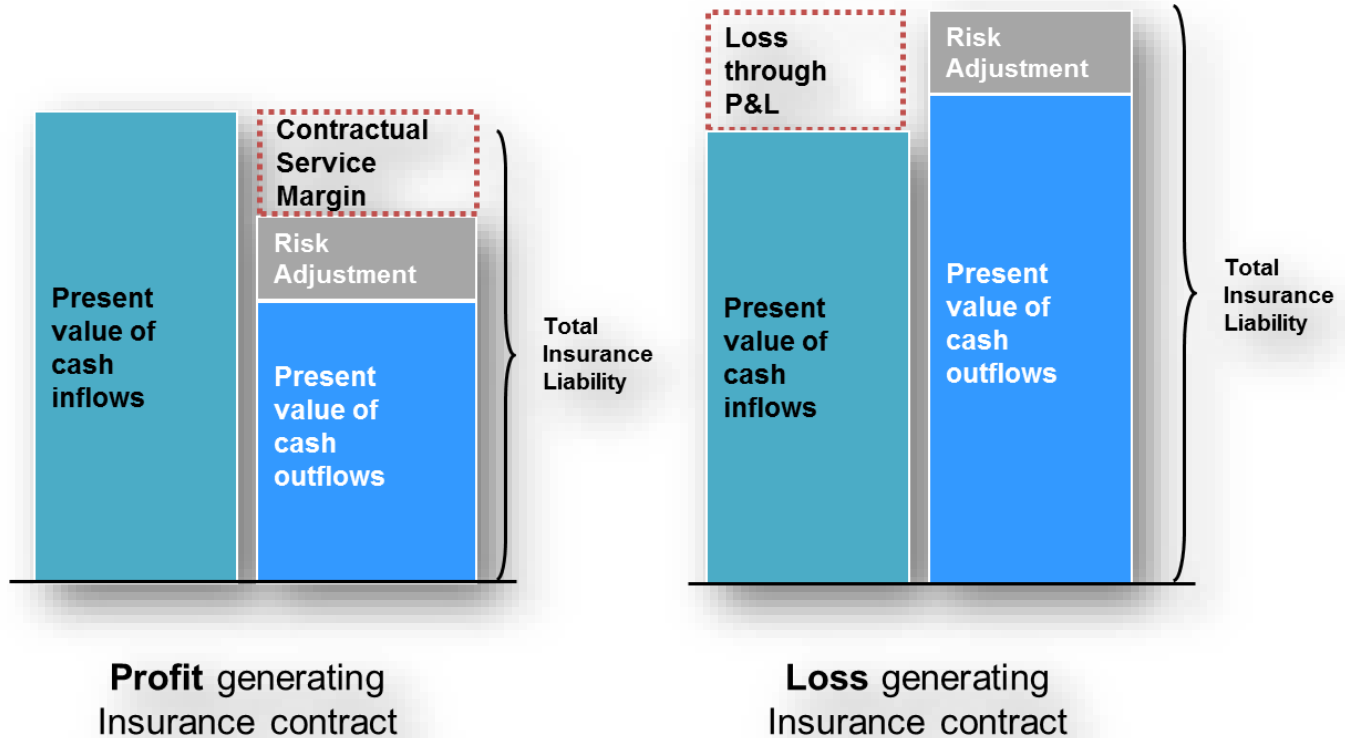 Present
value of
cash
inflows
Contractual
Service
Margin
Risk
Adjustment
Present
value of
cash
outflows
Total
Insurance
Liability
Profit generating
Insurance contract
Loss
through
P&L
Present
value of
cash
inflows
Risk
Adjustment
Present
value of
cash
outflows
Total
Insurance
Liability
Loss generating
Insurance contract